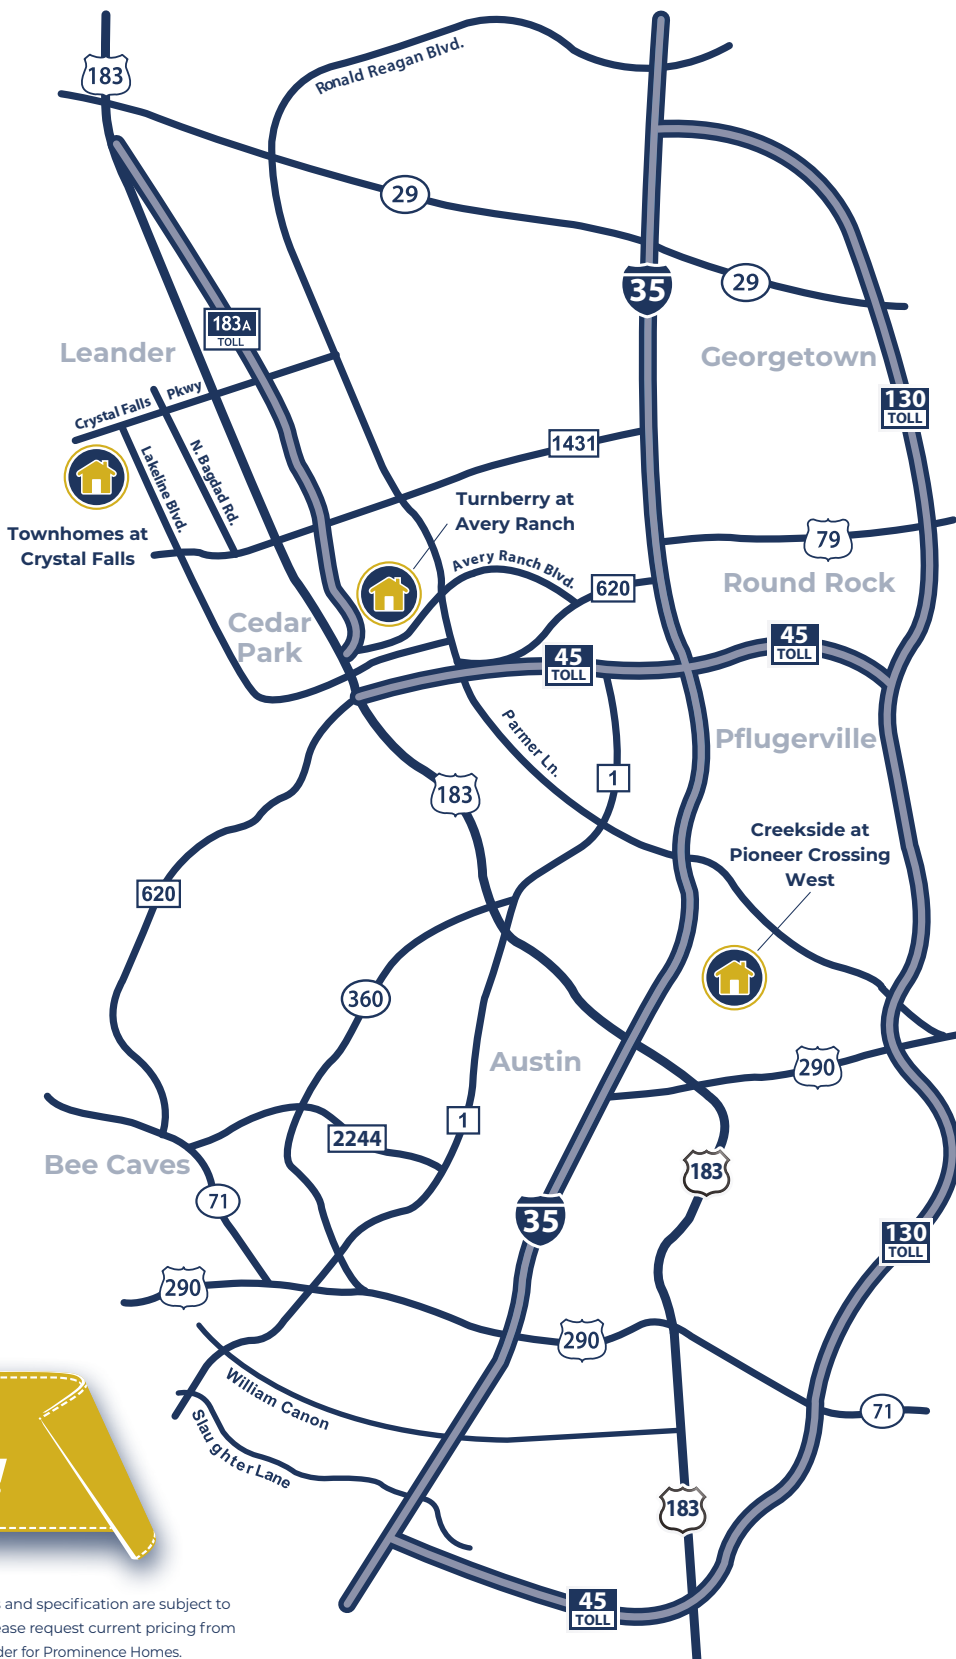 183
Ronald Reagan Blvd.
29
35
29
183A
TOLL
Leander
Georgetown
130
TOLL
Crystal Falls Pkwy
1431
Lakeline Blvd.
N. Bagdad Rd.
Turnberry at
Avery Ranch
Townhomes at
Crystal Falls
79
Avery Ranch Blvd.
620
Round Rock
Cedar
Park
45
TOLL
45
TOLL
Parmer Ln.
Pflugerville
1
183
Creekside at
Pioneer Crossing
West
620
360
Austin
290
1
2244
Bee Caves
183
71
35
130
TOLL
290
290
William Canon
71
Slaughter Lane
183
45
TOLL
and specification are subject to
ease request current pricing from
der for Prominence Homes.